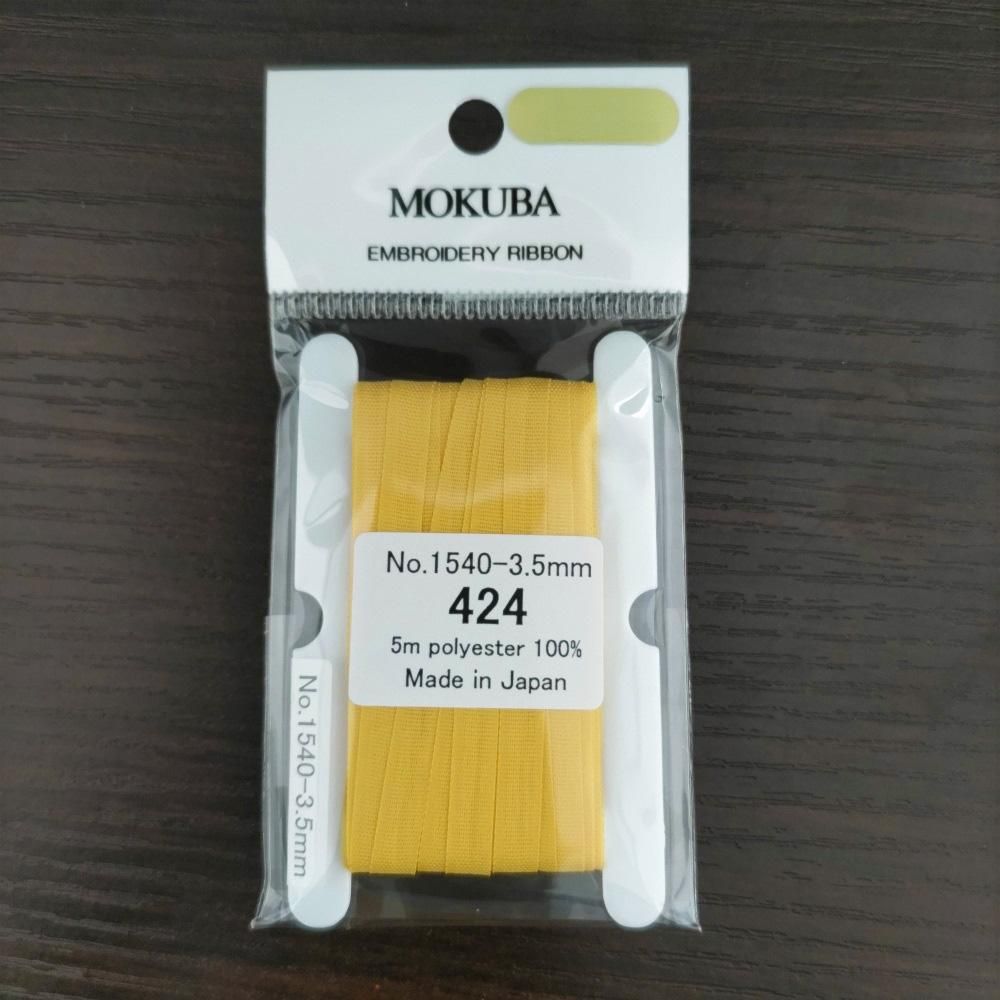 MOKUBA
EMBROIDERY RIBBON
No.1540-3.5mm
424
5m polyester 100%
Made in Japan
No.1540-3.5mm